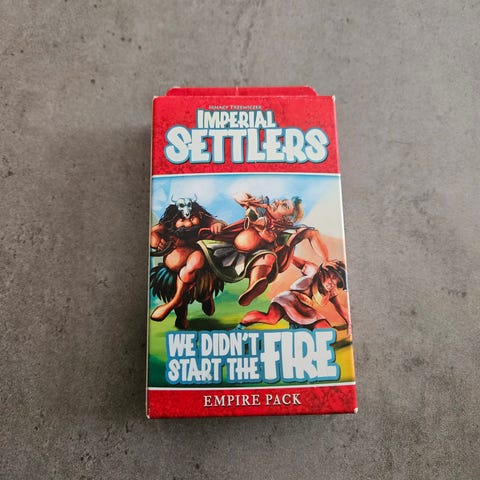 IGNACY TRZEWICZEK
IMPERIAL
SETTLERS
WE DIDN'T
START THE FIRE
EMPIRE PACK